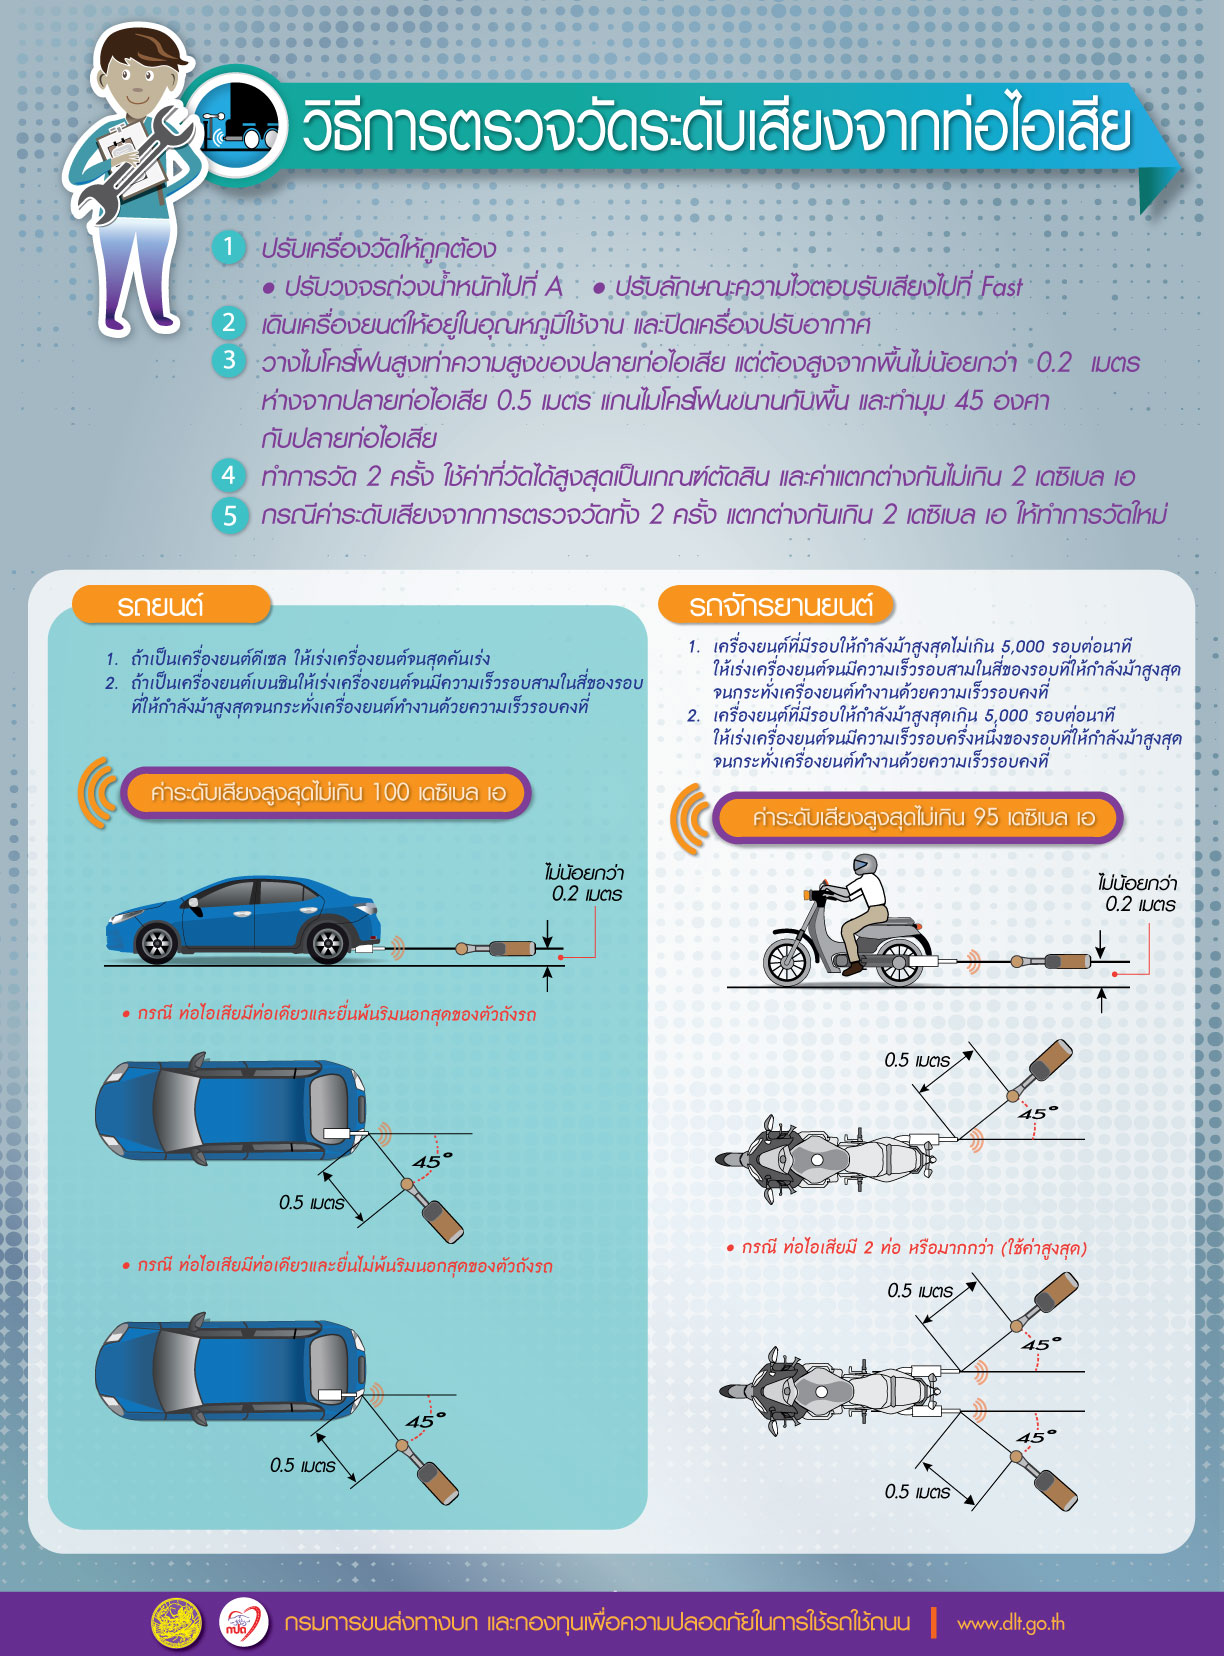 วิธีการตรวจวัดระดับเสียงจากท่อไอเสีย
1 ปรับเครื่องวัดให้ถูกต้อง
• ปรับวงจรถ่วงน้ำหนักไปที่ A • ปรับลักษณะความไวตอบรับเสียงไปที่ Fast
2 เดินเครื่องยนต์ให้อยู่ในอุณหภูมิใช้งาน และปิดเครื่องปรับอากาศ
3 วางไมโครโฟนสูงเท่าความสูงของปลายท่อไอเสีย แต่ต้องสูงจากพื้นไม่น้อยกว่า 0.2 เมตร
ห่างจากปลายท่อไอเสีย 0.5 เมตร แกนไมโครโฟนขนานกับพื้น และทำมุม 45 องศา
กับปลายท่อไอเสีย
4 ทำการวัด 2 ครั้ง ใช้ค่าที่วัดได้สูงสุดเป็นเกณฑ์ตัดสิน และค่าแตกต่างกันไม่เกิน 2 เดซิเบล เอ
5 กรณีค่าระดับเสียงจากการตรวจวัดทั้ง 2 ครั้ง แตกต่างกันเกิน 2 เดซิเบล เอ ให้ทำการวัดใหม่
รถยนต์
1. ถ้าเป็นเครื่องยนต์ดีเซล ให้เร่งเครื่องยนต์จนสุดคันเร่ง
2. ถ้าเป็นเครื่องยนต์เบนซินให้เร่งเครื่องยนต์จนมีความเร็วรอบสามในสี่ของรอบ
ที่ให้กำลังม้าสูงสุดจนกระทั่งเครื่องยนต์ทำงานด้วยความเร็วรอบคงที่
ค่าระดับเสียงสูงสุดไม่เกิน 100 เดซิเบล เอ
ไม่น้อยกว่า
0.2 เมตร
• กรณี ท่อไอเสียมีท่อเดียวและยื่นพ้นริมนอกสุดของตัวถังรถ
45°
0.5 เมตร
• กรณี ท่อไอเสียมีท่อเดียวและยื่นไม่พ้นริมนอกสุดของตัวถังรถ
45°
0.5 เมตร
รถจักรยานยนต์
1. เครื่องยนต์ที่มีรอบให้กำลังม้าสูงสุดไม่เกิน 5,000 รอบต่อนาที
ให้เร่งเครื่องยนต์จนมีความเร็วรอบสามในสี่ของรอบที่ให้กำลังม้าสูงสุด
จนกระทั่งเครื่องยนต์ทำงานด้วยความเร็วรอบคงที่
2. เครื่องยนต์ที่มีรอบให้กำลังม้าสูงสุดเกิน 5,000 รอบต่อนาที
ให้เร่งเครื่องยนต์จนมีความเร็วรอบครึ่งหนึ่งของรอบที่ให้กำลังม้าสูงสุด
จนกระทั่งเครื่องยนต์ทำงานด้วยความเร็วรอบคงที่
ค่าระดับเสียงสูงสุดไม่เกิน 95 เดซิเบล เอ
ไม่น้อยกว่า
0.2 เมตร
0.5 เมตร
45°
• กรณี ท่อไอเสียมี 2 ท่อ หรือมากกว่า (ใช้ค่าสูงสุด)
0.5 เมตร
45°
45°
0.5 เมตร
กปถ
กรมการขนส่งทางบก และกองทุนเพื่อความปลอดภัยในการใช้รถใช้ถนน | www.dlt.go.th